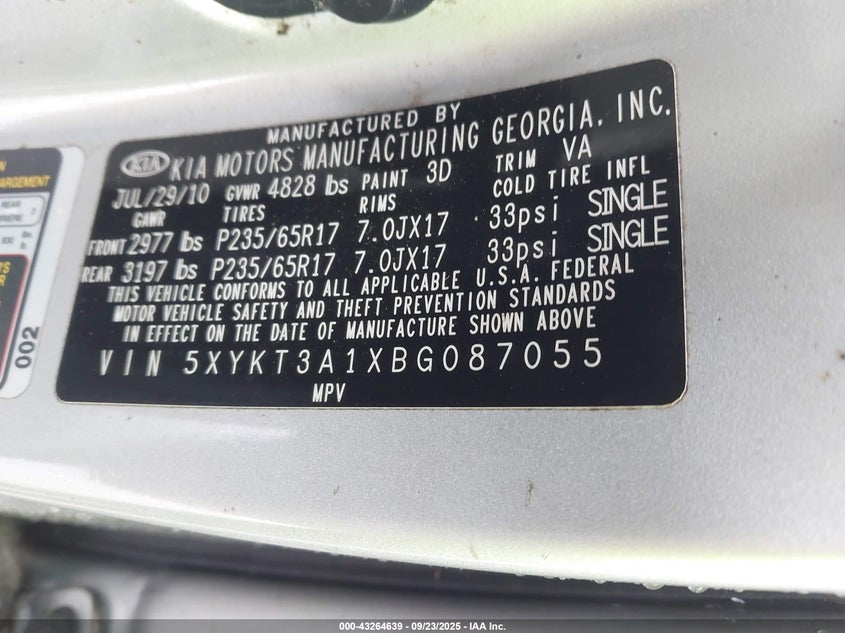 MANUFACTURED BY
KIA KIA MOTORS MANUFACTURING GEORGIA, INC.
JUL/29/10 GVWR 4828 lbs PAINT 3D TRIM VA
GAWR TIRES RIMS COLD TIRE INFL
FRONT 2977 lbs P235/65R17 7.0JX17 33psi SINGLE
REAR 3197 lbs P235/65R17 7.0JX17 33psi SINGLE
THIS VEHICLE CONFORMS TO ALL APPLICABLE U.S.A. FEDERAL
MOTOR VEHICLE SAFETY AND THEFT PREVENTION STANDARDS
IN EFFECT ON THE DATE OF MANUFACTURE SHOWN ABOVE
VIN 5XYKT3A1XBG087055
MPV
REAR
002
000-43264639 - 09/23/2025 - IAA Inc.